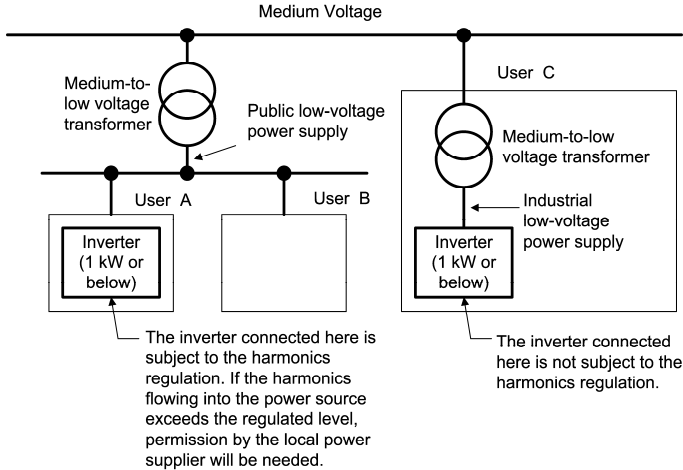 Medium Voltage
Medium-to-
low voltage
transformer
Public low-voltage
power supply
User C
Medium-to-low
voltage transformer
Industrial
low-voltage
power supply
User A
User B
Inverter
(1 kW or
below)
Inverter
(1 kW or
below)
The inverter connected here is
subject to the harmonics
regulation. If the harmonics
flowing into the power source
exceeds the regulated level,
permission by the local power
supplier will be needed.
The inverter connected
here is not subject to the
harmonics regulation.